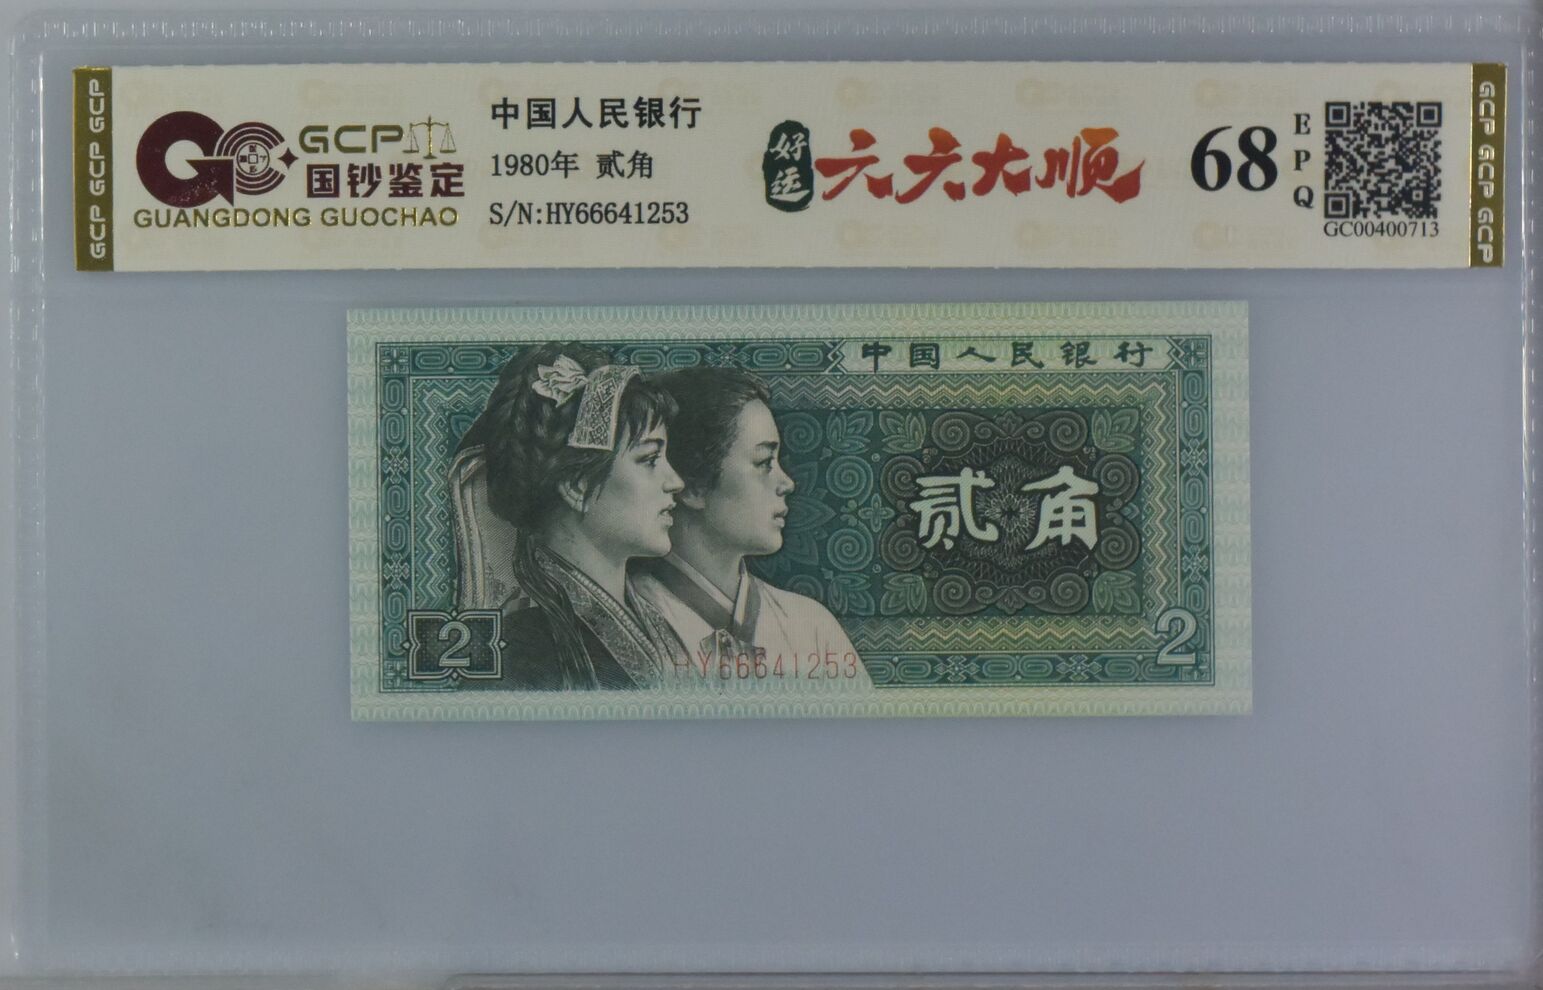 GCP GCP GCP
GCP
国钞鉴定
GUANGDONG GUOCHAO
中国人民银行
1980年 贰角
S/N:HY66641253
好运
六六大顺
68
EPQ
GC00400713
GCP GCP GCP
中国人民银行
贰角
2
2
HY66641253